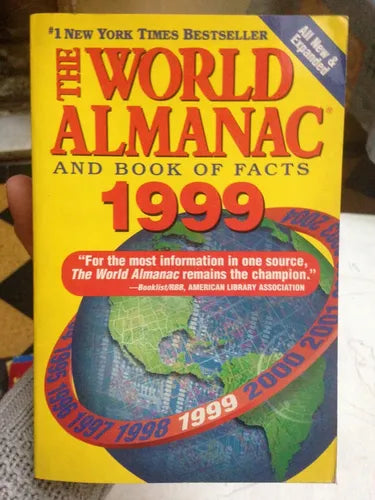 #1 NEW YORK TIMES BESTSELLER
All New &
Expanded
THE WORLD
ALMANAC®
AND BOOK OF FACTS
1999
"For the most information in one source,
The World Almanac remains the champion."
—Booklist/RBB, AMERICAN LIBRARY ASSOCIATION
1995 1996 1997 1998 1999 2000 2001 2004